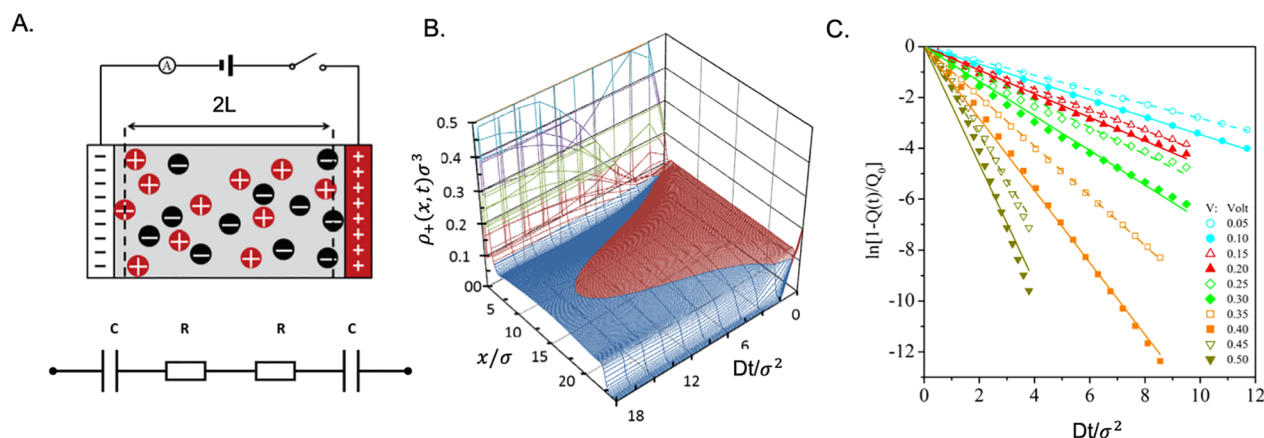 A.
A
2L
+ − + − + − + − + − + − + − + −
C R R C
B.
ρ₊(x,t)σ³
0.5
0.4
0.3
0.2
0.1
00
5
10
15
20
x/σ
0
6
12
18
Dt/σ²
C.
ln[1-Q(t)/Q₀]
0
-2
-4
-6
-8
-10
-12
0 2 4 6 8 10 12
Dt/σ²
V: Volt
0.05
0.10
0.15
0.20
0.25
0.30
0.35
0.40
0.45
0.50